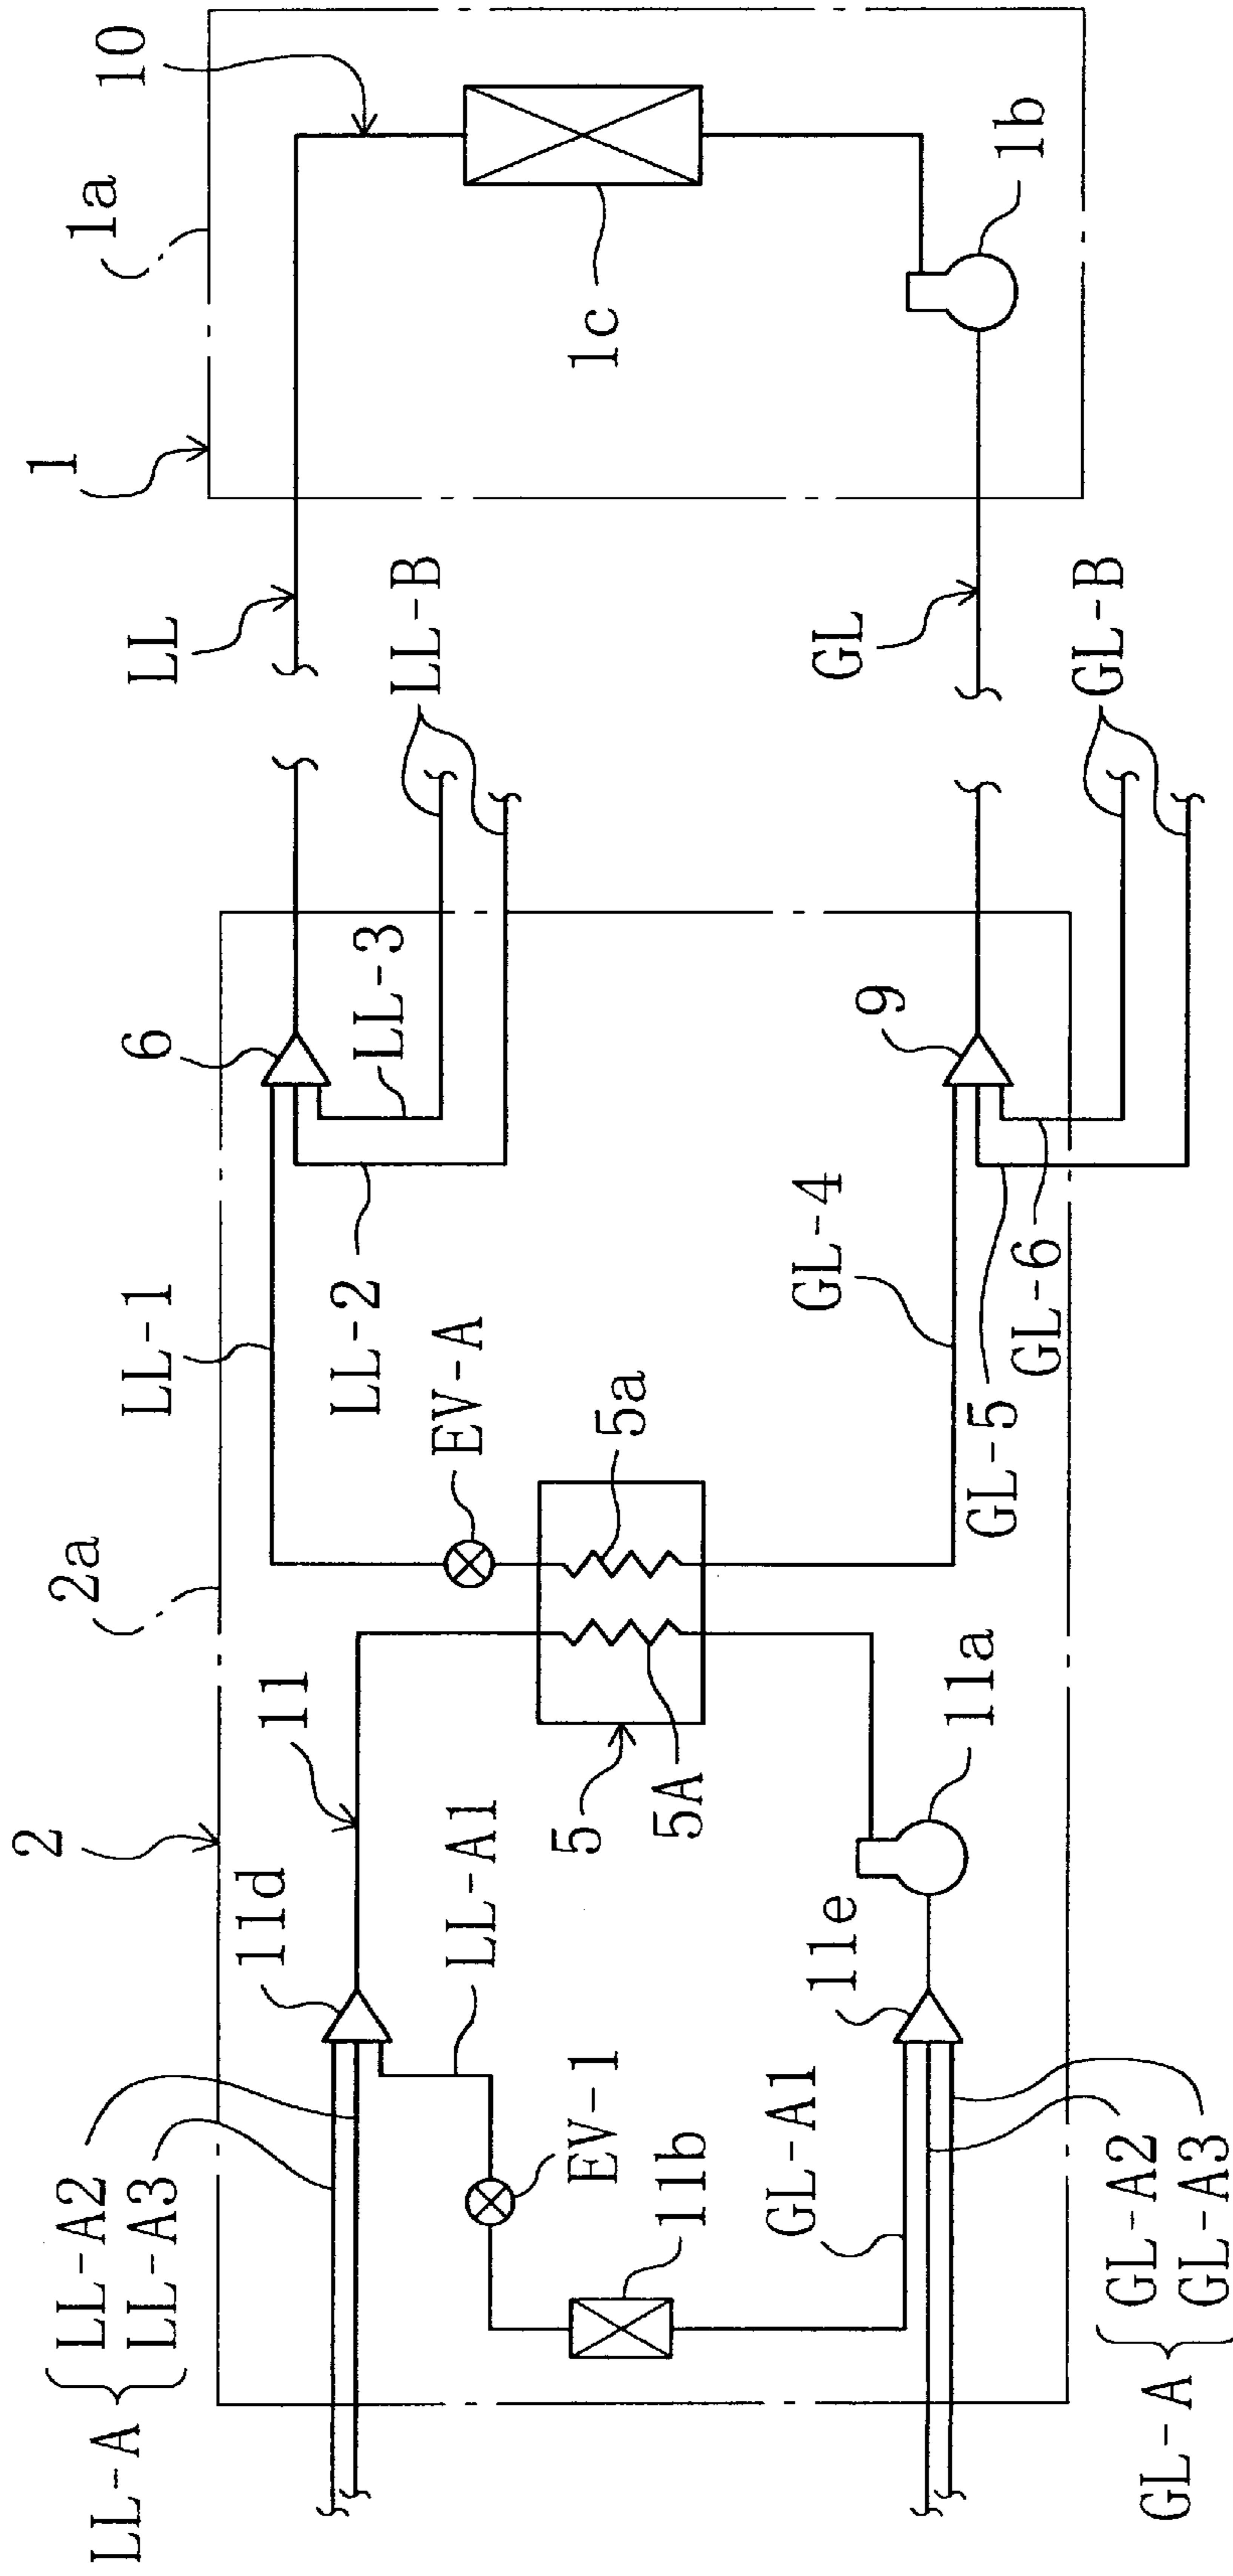 1
1a
10
1c
1b
LL
LL-B
GL
GL-B
6
LL-3
LL-1
LL-2
9
GL-4
GL-5
GL-6
EV-A
2a
2
5a
5
5A
11
11d
LL-A1
11a
11e
EV-1
11b
GL-A1
LL-A
LL-A2
LL-A3
GL-A
GL-A2
GL-A3